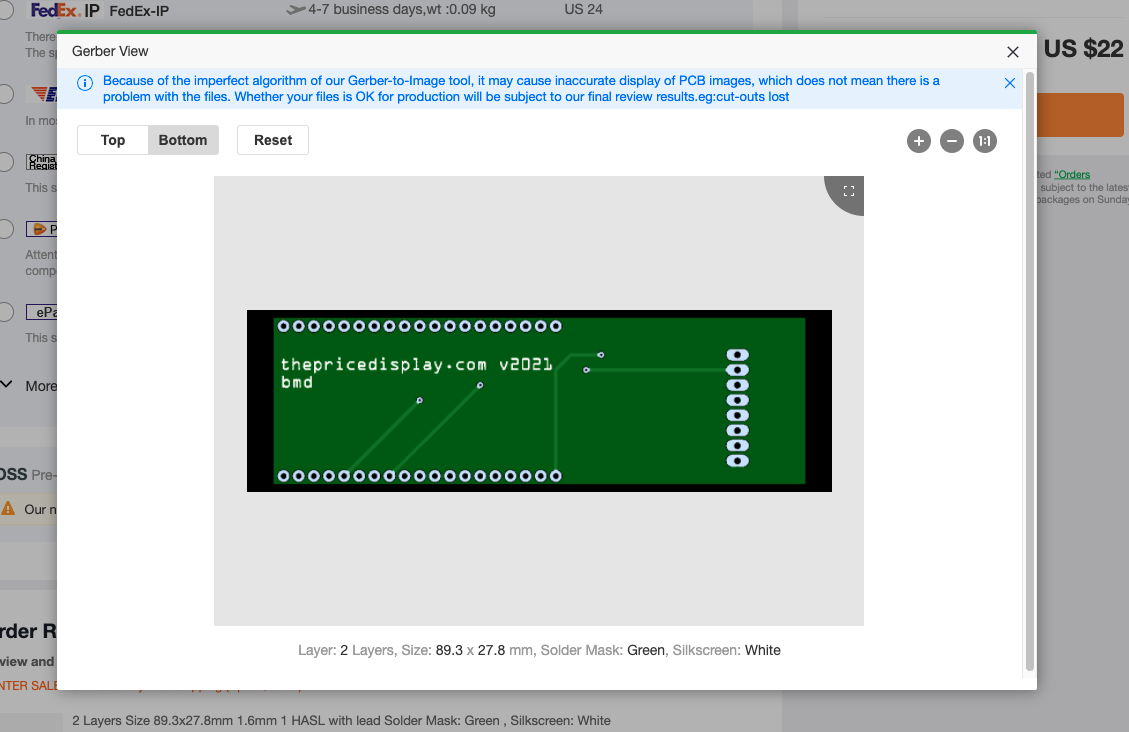 FedEx. IP FedEx-IP 4-7 business days,wt :0.09 kg US 24
There
The sp
In mos
China
Regist
This s
P
Attent
compe
ePa
This s
More
OSS Pre-
Our n
rder R
view and
NTER SALE
US $22
ted “Orders
subject to the latest
packages on Sunday
Gerber View
Because of the imperfect algorithm of our Gerber-to-Image tool, it may cause inaccurate display of PCB images, which does not mean there is a
problem with the files. Whether your files is OK for production will be subject to our final review results.eg:cut-outs lost
Top Bottom Reset
1:1
thepricedisplay.com v2021
bmd
Layer: 2 Layers, Size: 89.3 x 27.8 mm, Solder Mask: Green, Silkscreen: White
2 Layers Size 89.3x27.8mm 1.6mm 1 HASL with lead Solder Mask: Green , Silkscreen: White